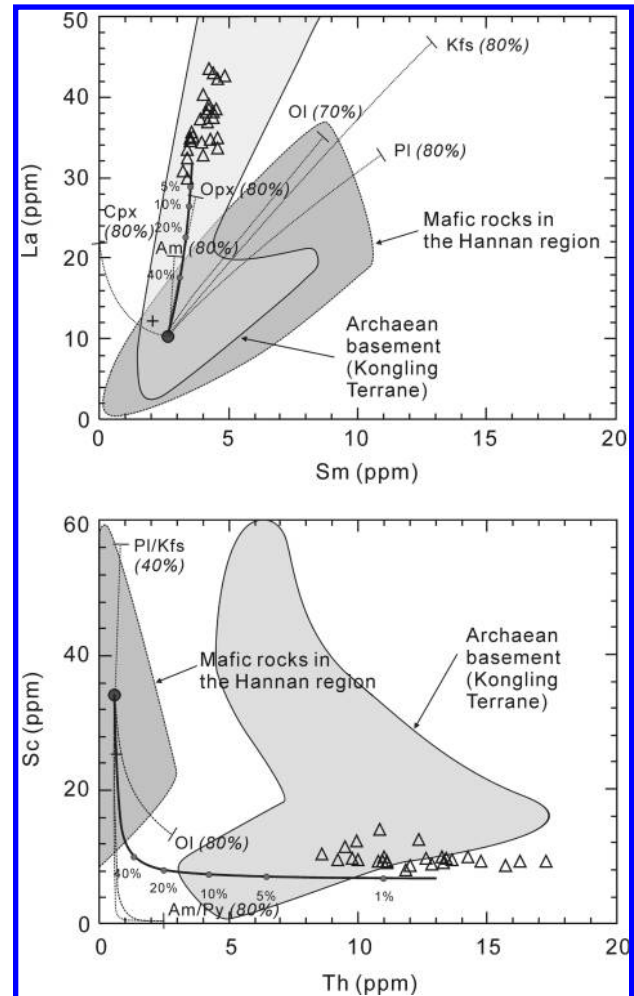 La (ppm)
50
40
30
20
10
0
Kfs (80%)
Ol (70%)
Pl (80%)
5%
Opx (80%)
10%
Cpx
(80%)
20%
Am (80%)
40%
Mafic rocks in
the Hannan region
Archaean
basement
(Kongling
Terrane)
0 5 10 15 20
Sm (ppm)
Sc (ppm)
60
40
20
0
Pl/Kfs
(40%)
Mafic rocks in
the Hannan region
Archaean
basement
(Kongling
Terrane)
Ol (80%)
40%
20%
10%
5%
1%
Am/Py (80%)
0 5 10 15 20
Th (ppm)